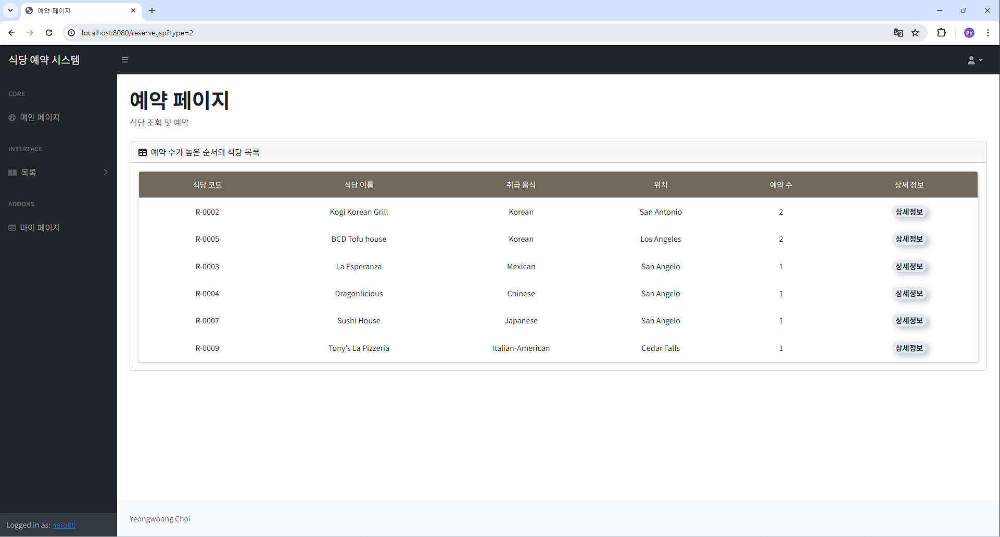 예약 페이지
localhost:8080/reserve.jsp?type=2
영웅
식당 예약 시스템
CORE
메인 페이지
INTERFACE
목록
ADDONS
마이 페이지
Logged in as: hero00
예약 페이지
식당 조회 및 예약
예약 수가 높은 순서의 식당 목록
식당 코드 식당 이름 취급 음식 위치 예약 수 상세 정보
R-0002 Kogi Korean Grill Korean San Antonio 2 상세정보
R-0005 BCD Tofu house Korean Los Angeles 2 상세정보
R-0003 La Esperanza Mexican San Angelo 1 상세정보
R-0004 Dragonlicious Chinese San Angelo 1 상세정보
R-0007 Sushi House Japanese San Angelo 1 상세정보
R-0009 Tony's La Pizzeria Italian-American Cedar Falls 1 상세정보
Yeongwoong Choi